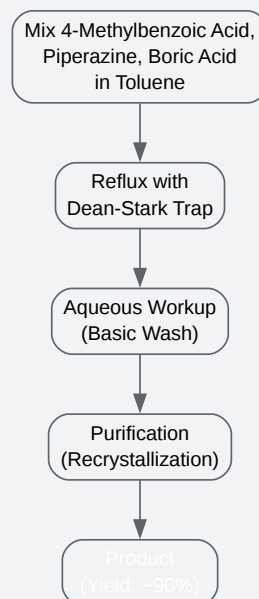 Mix 4-Methylbenzoic Acid,
Piperazine, Boric Acid
in Toluene
Reflux with
Dean-Stark Trap
Aqueous Workup
(Basic Wash)
Purification
(Recrystallization)
Product
(Yield: ~90%)